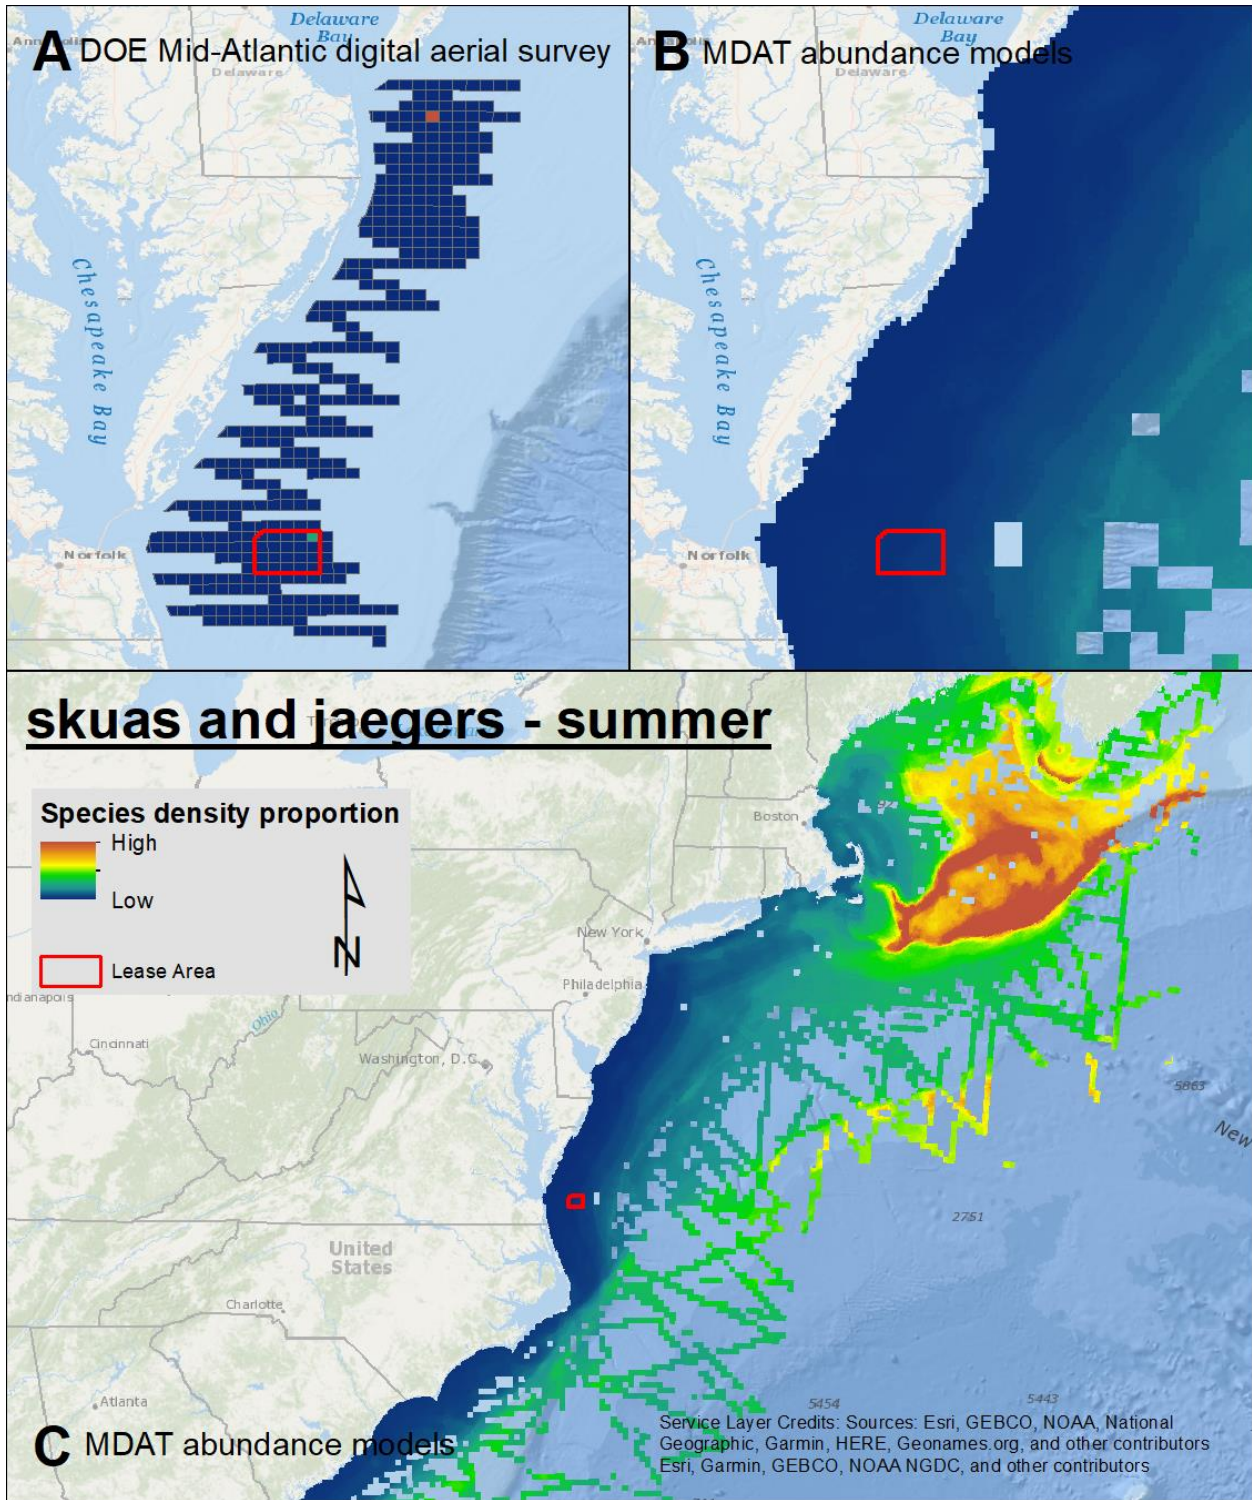 Delaware
Bay
A DOE Mid-Atlantic digital aerial survey
Delaware
Chesapeake Bay
Norfolk
Delaware
Bay
B MDAT abundance models
Delaware
Chesapeake Bay
Norfolk
skuas and jaegers - summer
Species density proportion
High
Low
N
Lease Area
Boston
New York
Philadelphia
Indianapolis
Ohio
Cincinnati
Washington, D.C.
5863
New
2751
United
States
Charlotte
Atlanta
5454
5443
C MDAT abundance models
Service Layer Credits: Sources: Esri, GEBCO, NOAA, National
Geographic, Garmin, HERE, Geonames.org, and other contributors
Esri, Garmin, GEBCO, NOAA NGDC, and other contributors